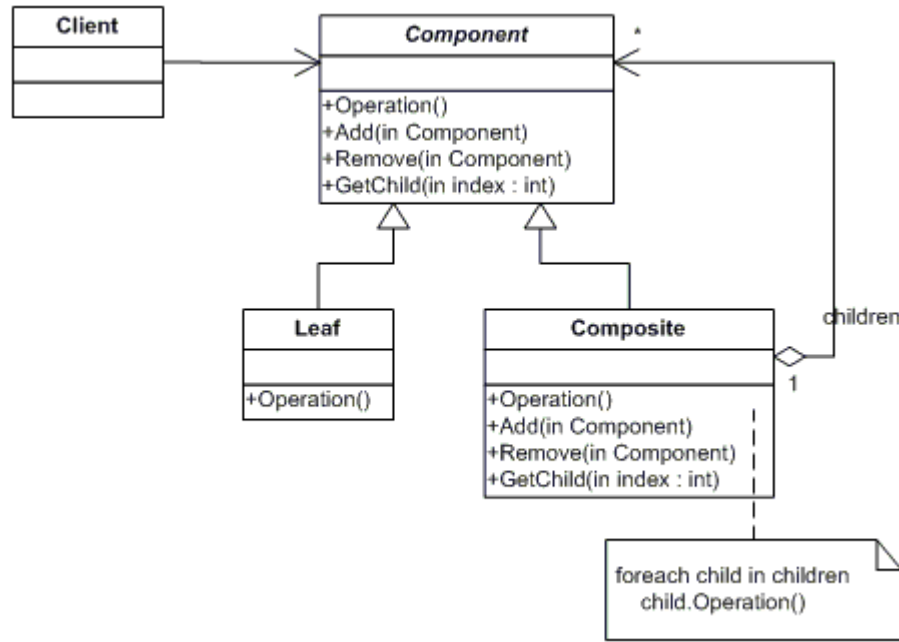 Client
Component
*
+Operation()
+Add(in Component)
+Remove(in Component)
+GetChild(in index : int)
children
Leaf
+Operation()
Composite
1
+Operation()
+Add(in Component)
+Remove(in Component)
+GetChild(in index : int)
foreach child in children
child.Operation()